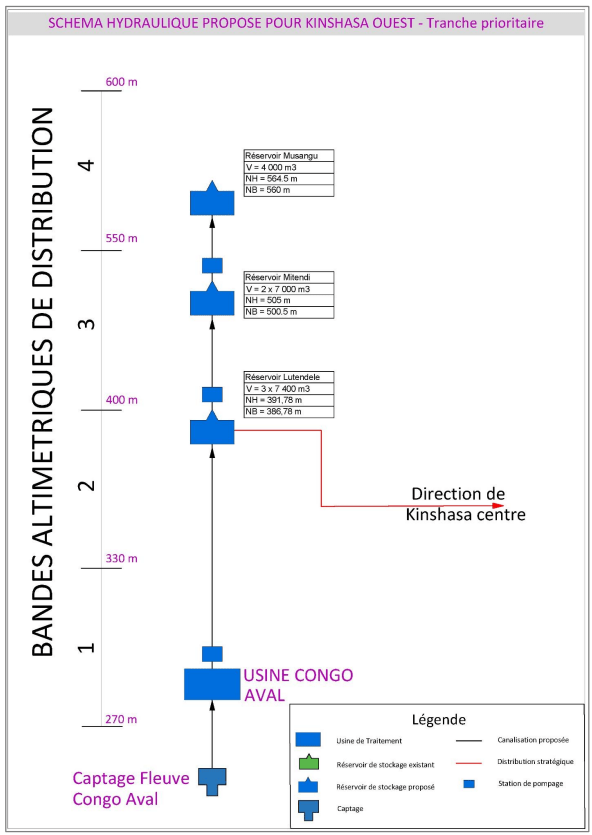 SCHEMA HYDRAULIQUE PROPOSE POUR KINSHASA OUEST - Tranche prioritaire
BANDES ALTIMETRIQUES DE DISTRIBUTION
600 m
4
Réservoir Musangu
V = 4 000 m3
NH = 564.5 m
NB = 560 m
550 m
3
Réservoir Mitendi
V = 2 x 7 000 m3
NH = 505 m
NB = 500.5 m
Réservoir Lutendele
V = 3 x 7 400 m3
NH = 391,78 m
NB = 386,78 m
400 m
2
Direction de
Kinshasa centre
330 m
1
USINE CONGO
AVAL
270 m
Captage Fleuve
Congo Aval
Légende
Usine de Traitement
Réservoir de stockage existant
Réservoir de stockage proposé
Captage
Canalisation proposée
Distribution stratégique
Station de pompage